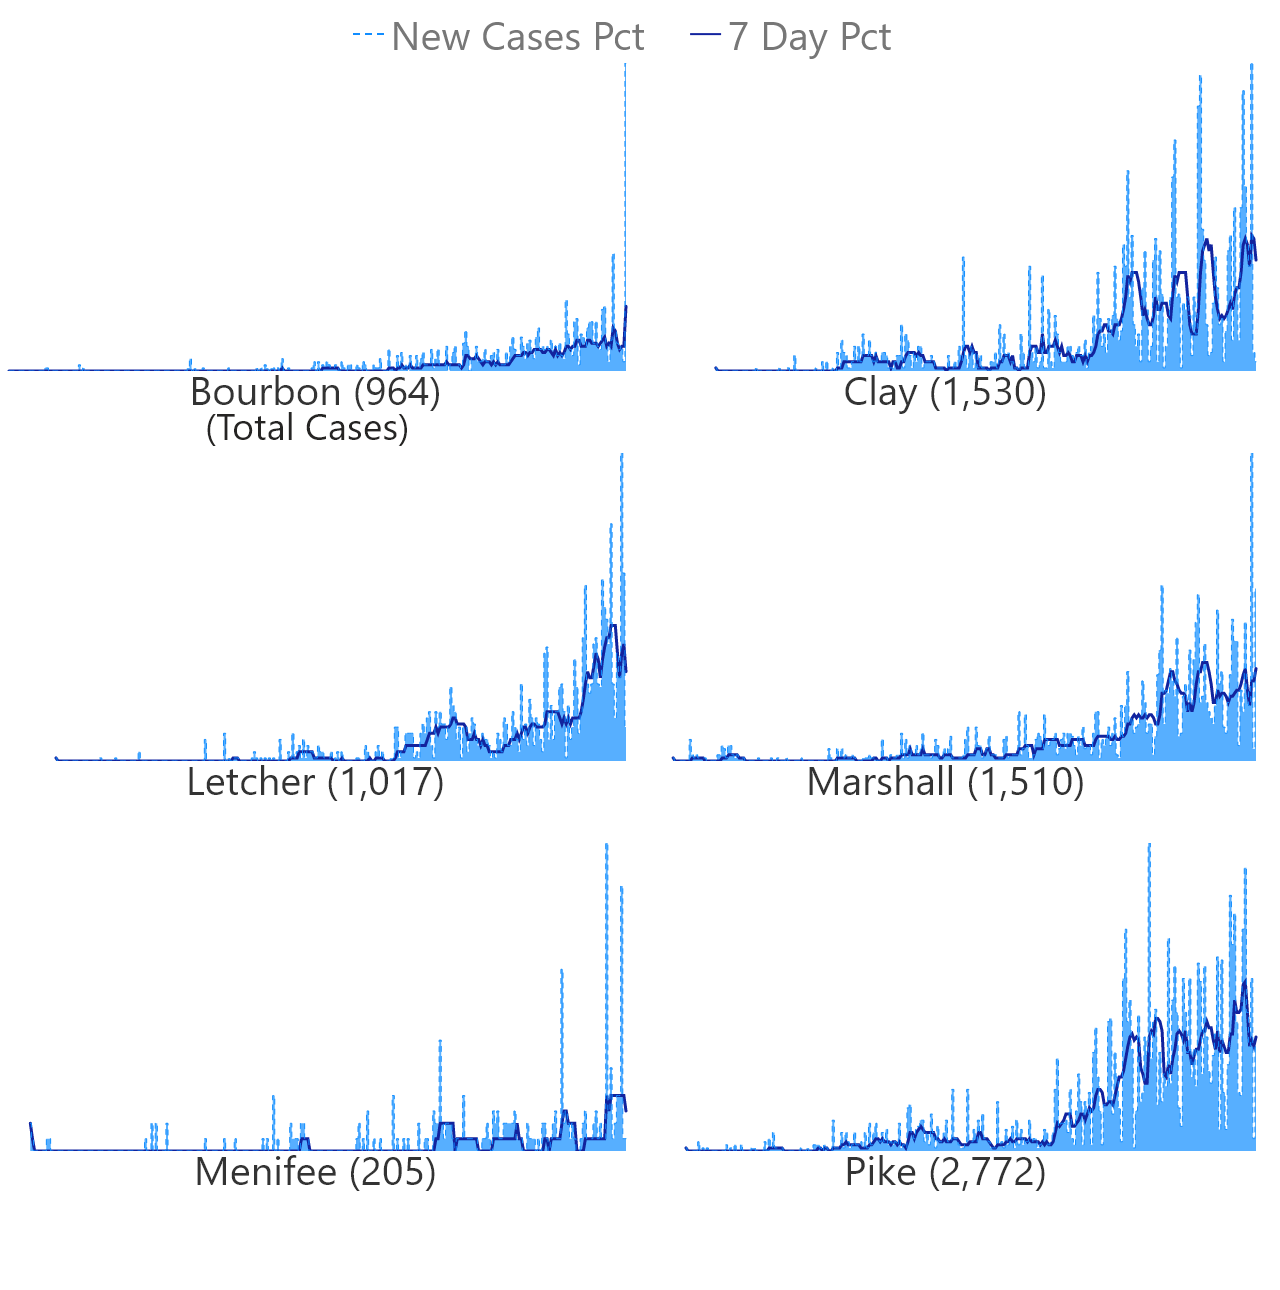 New Cases Pct 7 Day Pct
Bourbon (964) Clay (1,530)
(Total Cases)
Letcher (1,017) Marshall (1,510)
Menifee (205) Pike (2,772)